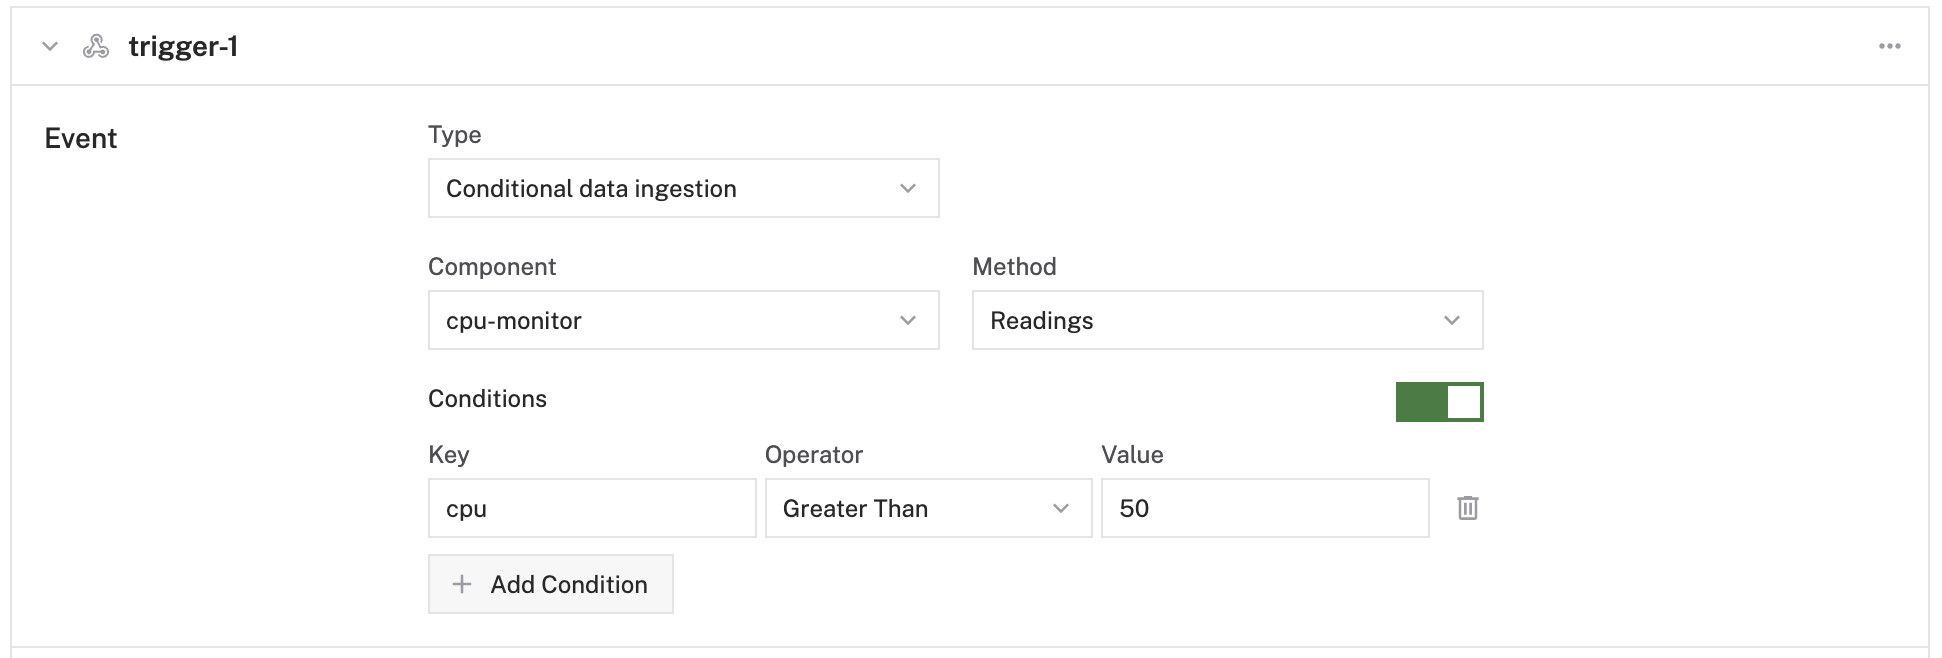 trigger-1
Event
Type
Conditional data ingestion
Component
Method
cpu-monitor
Readings
Conditions
Key
Operator
Value
cpu
Greater Than
50
Add Condition